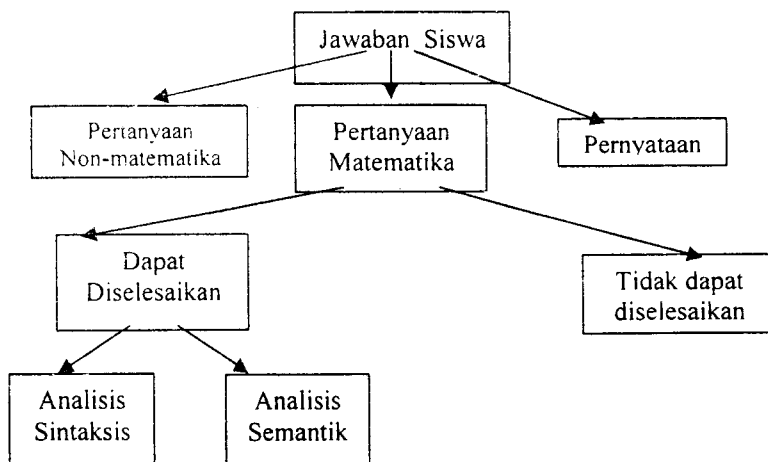 Jawaban Siswa
Pertanyaan
Non-matematika
Pertanyaan
Matematika
Pernyataan
Dapat
Diselesaikan
Tidak dapat
diselesaikan
Analisis
Sintaksis
Analisis
Semantik